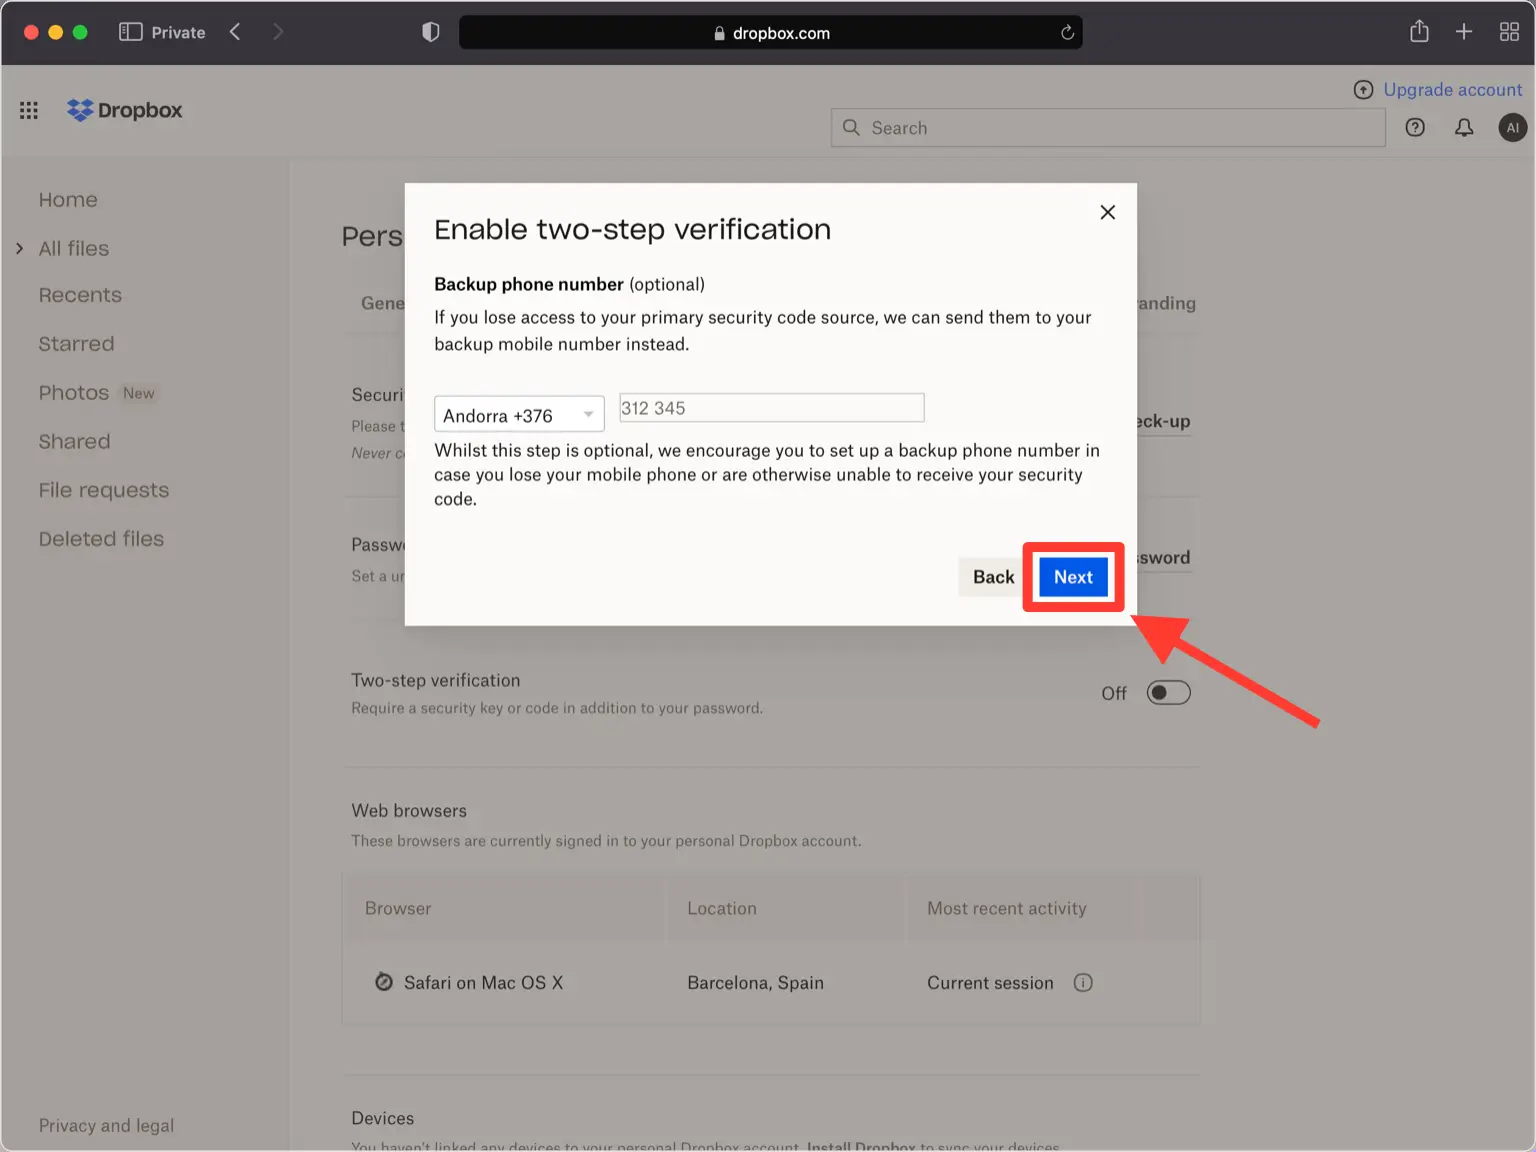 Private
dropbox.com
Upgrade account
Dropbox
Search
AI
Home
All files
Recents
Starred
Photos New
Shared
File requests
Deleted files
Privacy and legal
Pers
Gene
anding
Securi
Please t
Never c
eck-up
Passw
Set a u
sword
Enable two-step verification
Backup phone number (optional)
If you lose access to your primary security code source, we can send them to your
backup mobile number instead.
Andorra +376
312 345
Whilst this step is optional, we encourage you to set up a backup phone number in
case you lose your mobile phone or are otherwise unable to receive your security
code.
Back
Next
Two-step verification
Require a security key or code in addition to your password.
Off
Web browsers
These browsers are currently signed in to your personal Dropbox account.
Browser Location Most recent activity
Safari on Mac OS X Barcelona, Spain Current session
Devices
You haven't linked any devices to your personal Dropbox account. Install Dropbox to sync your devices.